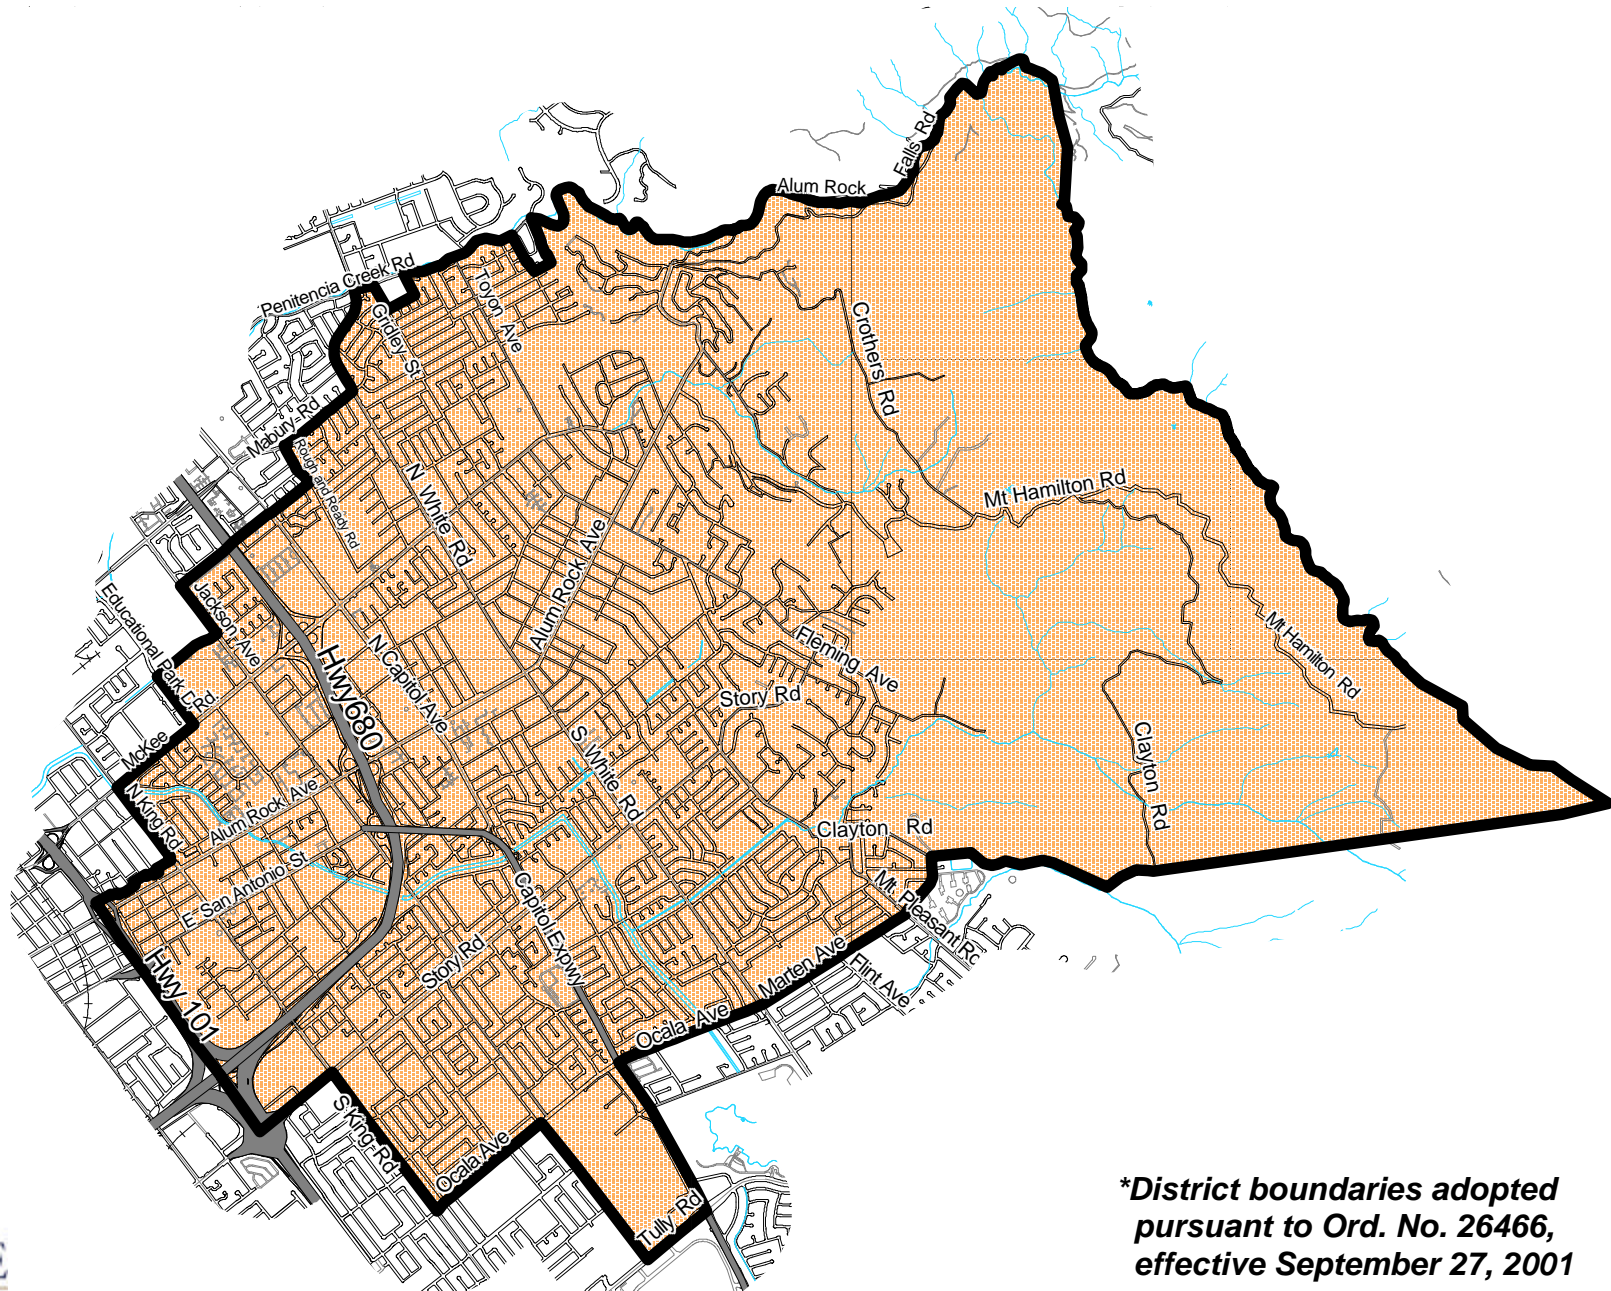 Alum Rock
Falls Rd
Penitencia Creek Rd
Toyon Ave
Gridley St
Crothers Rd
Mabury Rd
Rough and Ready Rd
N White Rd
Mt Hamilton Rd
Alum Rock Ave
Jackson Ave
Educational Park Dr
N Capitol Ave
Hwy 680
Fleming Ave
Mt Hamilton Rd
Story Rd
McKee Rd.
S White Rd
Clayton Rd
N King Rd
Alum Rock Ave
Clayton Rd
E San Antonio St
Capitol Expwy
Mt. Pleasant Rd
Story Rd
Marten Ave
Flint Ave
Hwy 101
Ocala Ave
S King Rd
Ocala Ave
Tully Rd
*District boundaries adopted
pursuant to Ord. No. 26466,
effective September 27, 2001